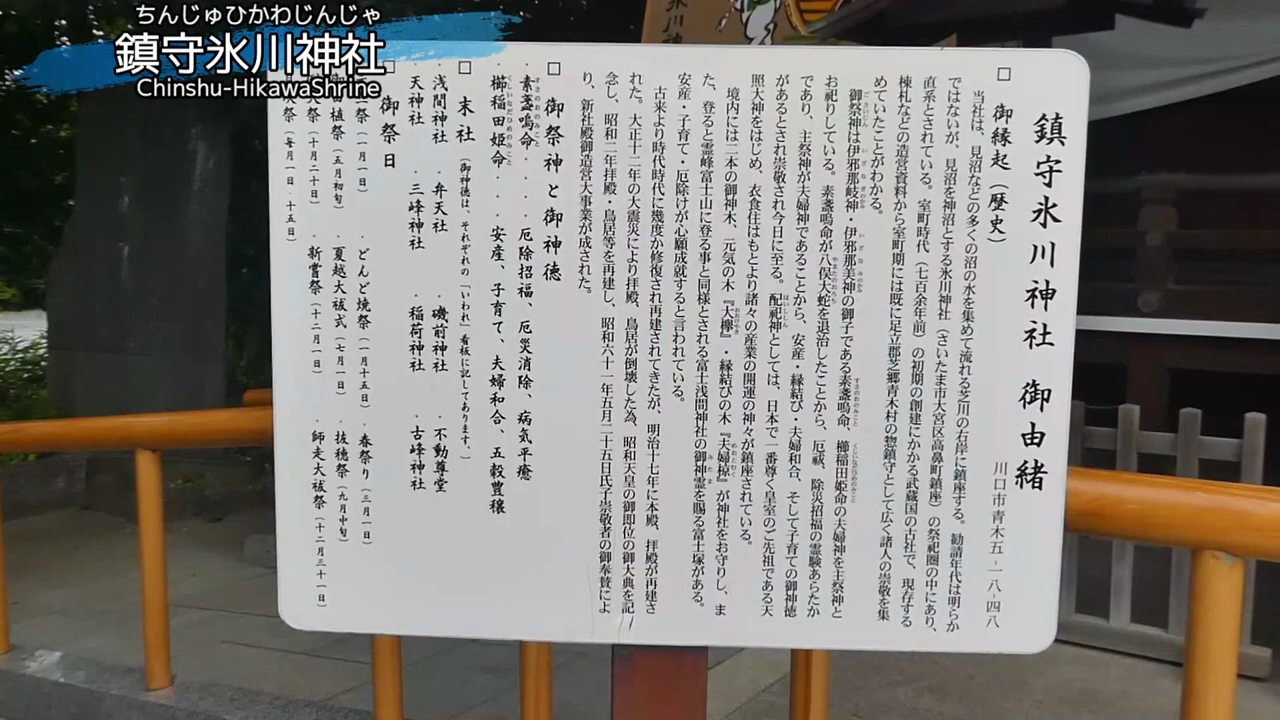 ちんじゅひかわじんじゃ
鎮守氷川神社
Chinshu-HikawaShrine
氷川神
鎮守氷川神社 御由緒
川口市青木五-一八-四八
□ 御縁起（歴史）
当社は、見沼などの多くの沼の水を集めて流れる芝川の右岸に鎮座する。勧請年代は明らか
ではないが、見沼を神沼とする氷川神社（さいたま市大宮区高鼻町鎮座）の祭祀圏の中にあり、
直系とされている。室町時代（七百余年前）の初期の創建にかかる武蔵国の古社で、現存する
棟札などの造営資料から室町期には既に足立郡芝郷青木村の惣鎮守として広く諸人の崇敬を集
めていたことがわかる。
御祭神は伊邪那岐神・伊邪那美神の御子である素盞嗚命、櫛稲田姫命の夫婦神を主祭神と
お祀りしている。素盞嗚命が八俣大蛇を退治したことから、厄祓、除災招福の霊験あらたか
であり、主祭神が夫婦神であることから、安産・縁結び・夫婦和合、そして子育ての御神徳
があるとされ崇敬され今日に至る。配祀神としては、日本で一番尊く皇室のご先祖である天
照大神をはじめ、衣食住はもとより諸々の産業の開運の神々が鎮座されている。
境内には二本の御神木、元気の木『大欅』・縁結びの木『夫婦椋』が神社をお守りし、ま
た、登ると霊峰富士山に登る事と同様とされる富士浅間神社の御神霊を賜る富士塚がある。
安産・子育て・厄除けが心願成就すると言われている。
古来より時代時代に幾度か修復され再建されてきたが、明治十七年に本殿、拝殿が再建さ
れた。大正十二年の大震災により拝殿、鳥居が倒壊した為、昭和天皇の御即位の御大典を記
念し、昭和二年拝殿・鳥居等を再建し、昭和六十一年五月二十五日氏子崇敬者の御奉賛によ
り、新社殿御造営大事業が成された。
□ 御祭神と御神徳
素盞嗚命・・・・厄除招福、厄災消除、病気平癒
櫛稲田姫命・・・安産、子育て、夫婦和合、五穀豊穣
□ 末社（御神徳は、それぞれの「いわれ」看板に記してあります。）
・浅間神社 ・弁天社 ・磯前神社 ・不動尊堂
・天神社 ・三峰神社 ・稲荷神社 ・古峰神社
□ 御祭日
祭（一月一日） ・どんど焼祭（一月十五日） ・春祭り（三月一日）
御田植祭（五月初旬） ・夏越大祓式（七月一日） ・抜穂祭（九月中旬）
祭（十月二十日） ・新嘗祭（十二月一日） ・師走大祓祭（十二月三十一日）
月次祭（毎月一日・十五日）